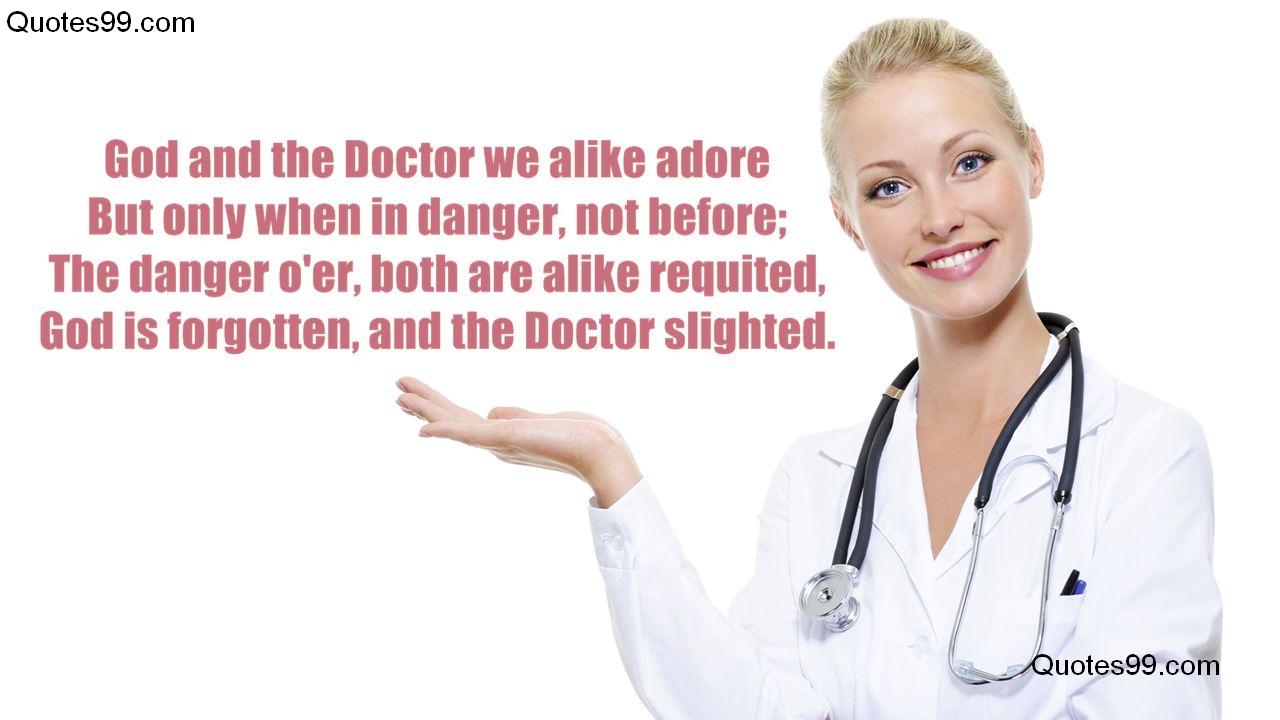 Quotes99.com
God and the Doctor we alike adore
But only when in danger, not before;
The danger o'er, both are alike requited,
God is forgotten, and the Doctor slighted.
Quotes99.com